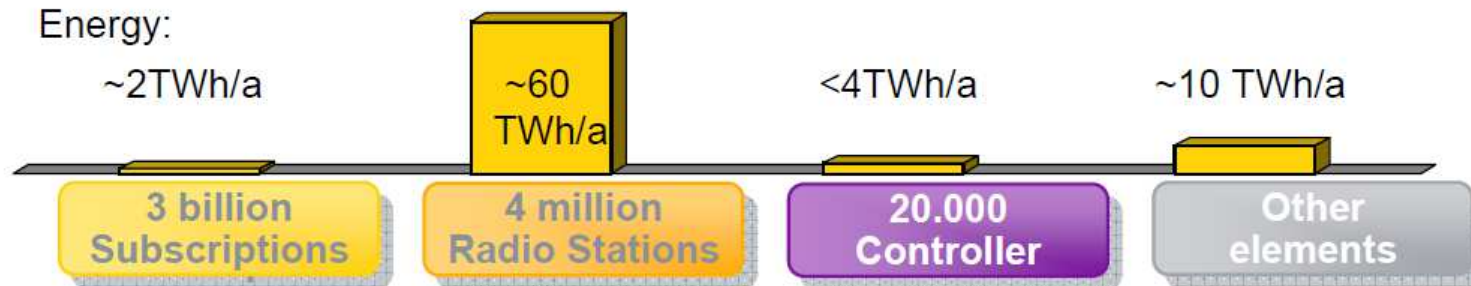 Energy:
~2TWh/a
~60
TWh/a
<4TWh/a
~10 TWh/a
3 billion
Subscriptions
4 million
Radio Stations
20.000
Controller
Other
elements